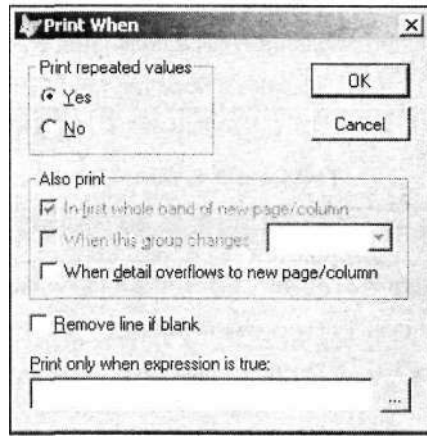 Print When
Print repeated values
Yes
No
OK
Cancel
Also print
In first whole band of new page/column
When this group changes
When detail overflows to new page/column
Remove line if blank
Print only when expression is true:
...